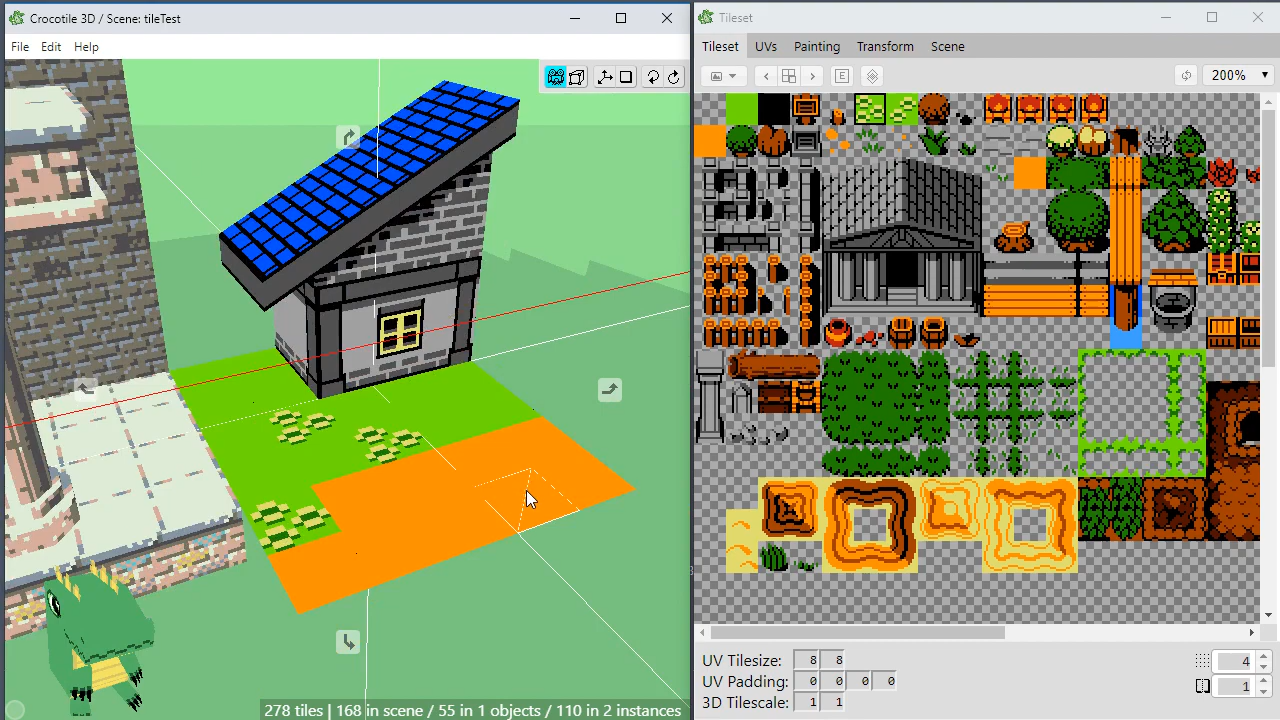 Crocotile 3D / Scene: tileTest
File Edit Help
278 tiles | 168 in scene / 55 in 1 objects / 110 in 2 instances
Tileset
Tileset UVs Painting Transform Scene
E
200%
UV Tilesize: 8 8
UV Padding: 0 0 0 0
3D Tilescale: 1 1
4
1